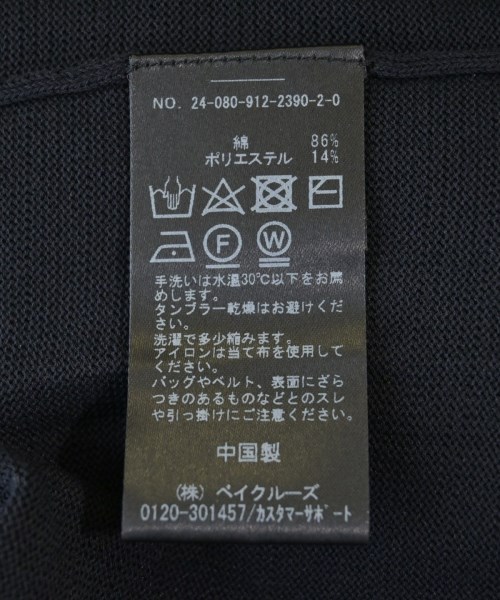 NO. 24-080-912-2390-2-0
綿 86%
ポリエステル 14%
F W
手洗いは水温30℃以下をお薦
めします。
タンブラー乾燥はお避けくだ
さい。
洗濯で多少縮みます。
アイロンは当て布を使用して
ください。
バッグやベルト、表面にざら
つきのあるものなどとのスレ
や引っ掛けにご注意ください。
中国製
(株) ベイクルーズ
0120-301457/カスタマーサポート